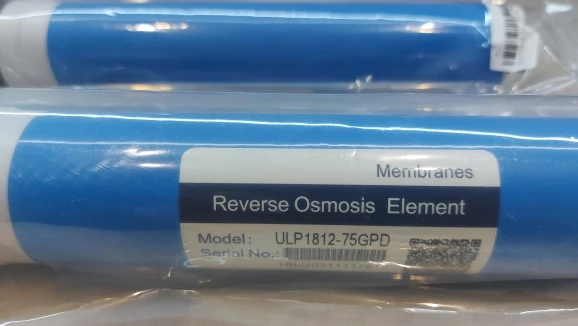 Membranes
Reverse Osmosis Element
Model: ULP1812-75GPD
Serial No.: